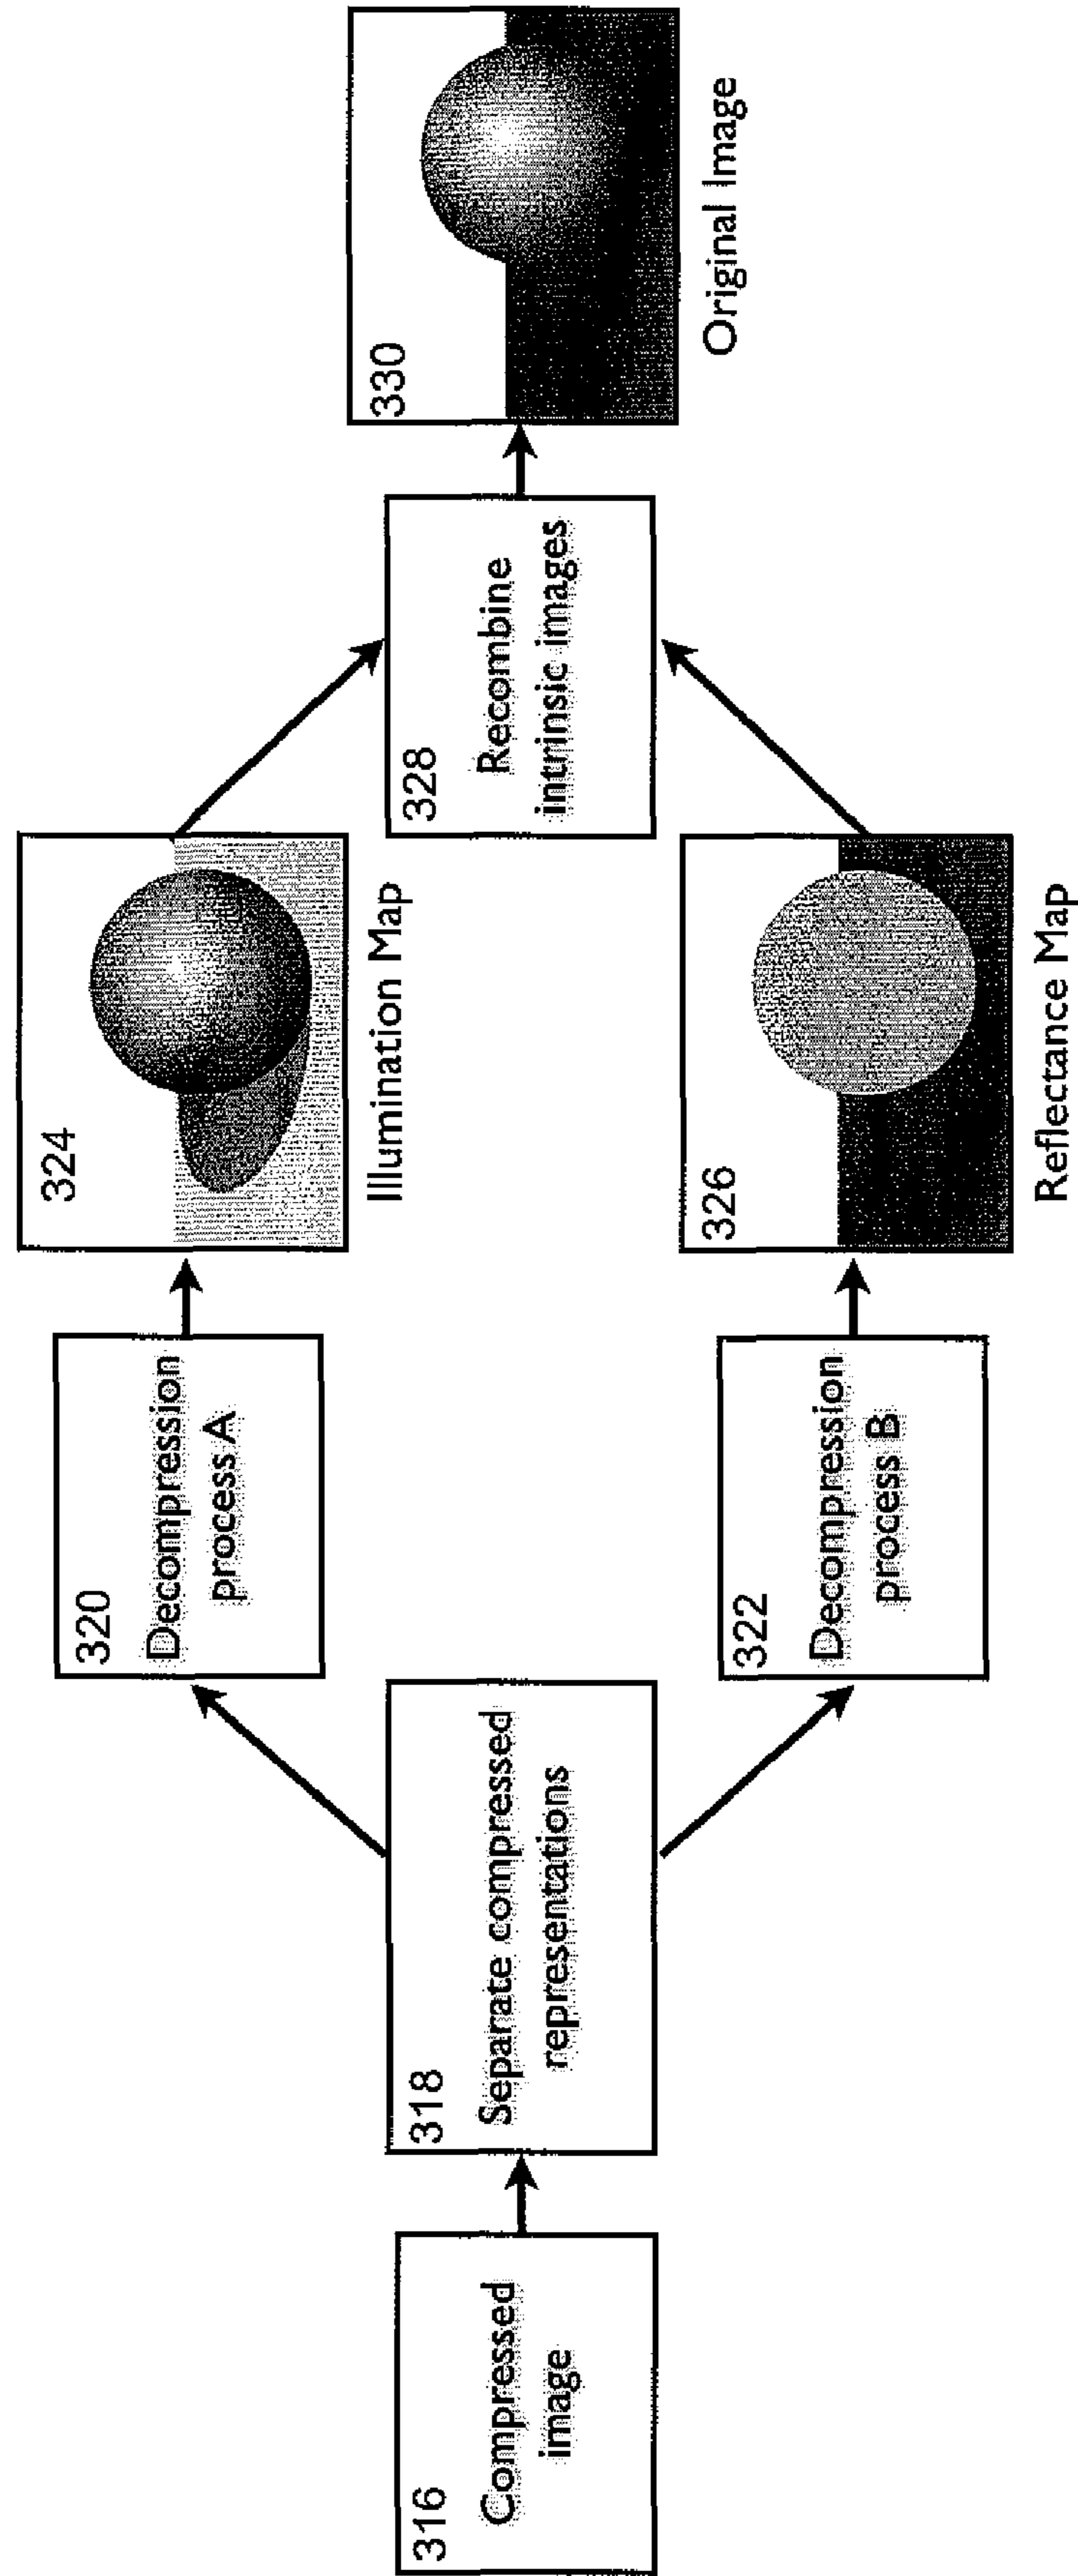 316
Compressed
image
318
Separate compressed
representations
320
Decompression
process A
322
Decompression
process B
324
Illumination Map
326
Reflectance Map
328
Recombine
intrinsic images
330
Original Image